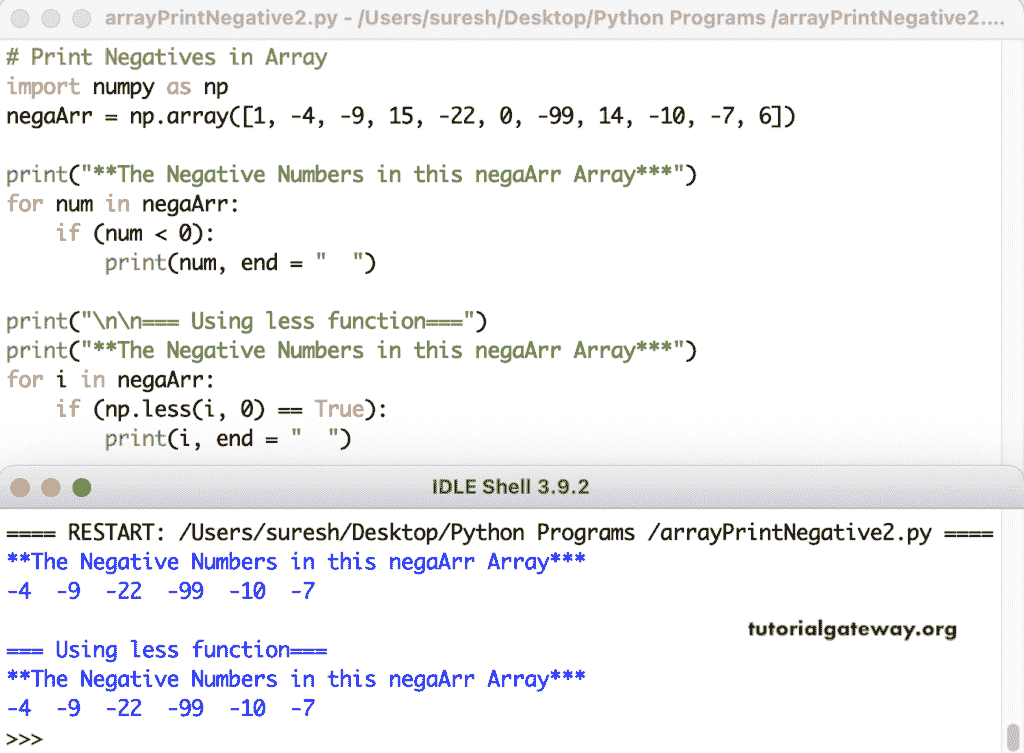 arrayPrintNegative2.py - /Users/suresh/Desktop/Python Programs /arrayPrintNegative2....
# Print Negatives in Array
import numpy as np
negaArr = np.array([1, -4, -9, 15, -22, 0, -99, 14, -10, -7, 6])

print("**The Negative Numbers in this negaArr Array***")
for num in negaArr:
    if (num < 0):
        print(num, end = "  ")

print("\n\n=== Using less function===")
print("**The Negative Numbers in this negaArr Array***")
for i in negaArr:
    if (np.less(i, 0) == True):
        print(i, end = "  ")
IDLE Shell 3.9.2
==== RESTART: /Users/suresh/Desktop/Python Programs /arrayPrintNegative2.py ====
**The Negative Numbers in this negaArr Array***
-4  -9  -22  -99  -10  -7
tutorialgateway.org
=== Using less function===
**The Negative Numbers in this negaArr Array***
-4  -9  -22  -99  -10  -7
>>>